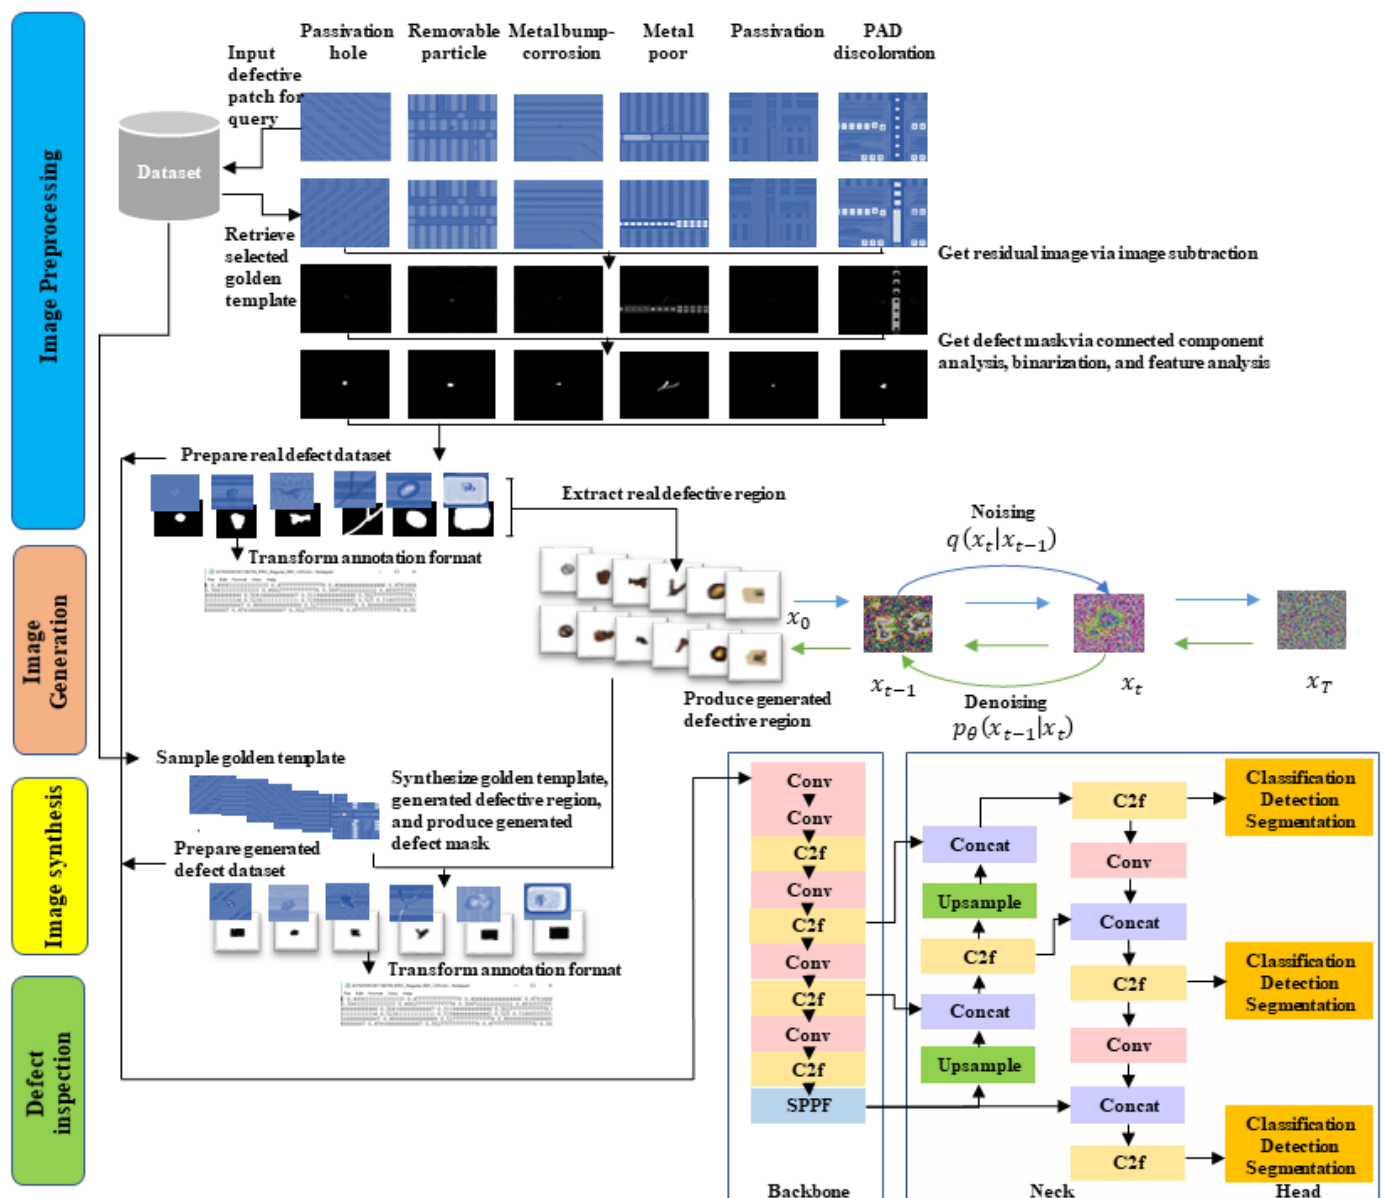 Image Preprocessing
Image
Generation
Image synthesis
Defect
inspection
Passivation
hole
Removable
particle
Metal bump-
corrosion
Metal
poor
Passivation
PAD
discoloration
Input
defective
patch for
query
Dataset
Retrieve
selected
golden
template
Get residual image via image subtraction
Get defect mask via connected component
analysis, binarization, and feature analysis
Prepare real defect dataset
Extract real defective region
Transform annotation format
Noising
q(x_t|x_{t−1})
x_0
x_{t−1}
x_t
x_T
Denoising
p_θ(x_{t−1}|x_t)
Produce generated
defective region
Sample golden template
Synthesize golden template,
generated defective region,
and produce generated
defect mask
Prepare generated
defect dataset
Transform annotation format
Conv
Conv
C2f
Conv
C2f
Conv
C2f
Conv
C2f
SPPF
Backbone
Concat
Upsample
C2f
Concat
Upsample
C2f
Conv
Concat
C2f
Conv
Concat
C2f
Neck
Classification
Detection
Segmentation
Classification
Detection
Segmentation
Classification
Detection
Segmentation
Head